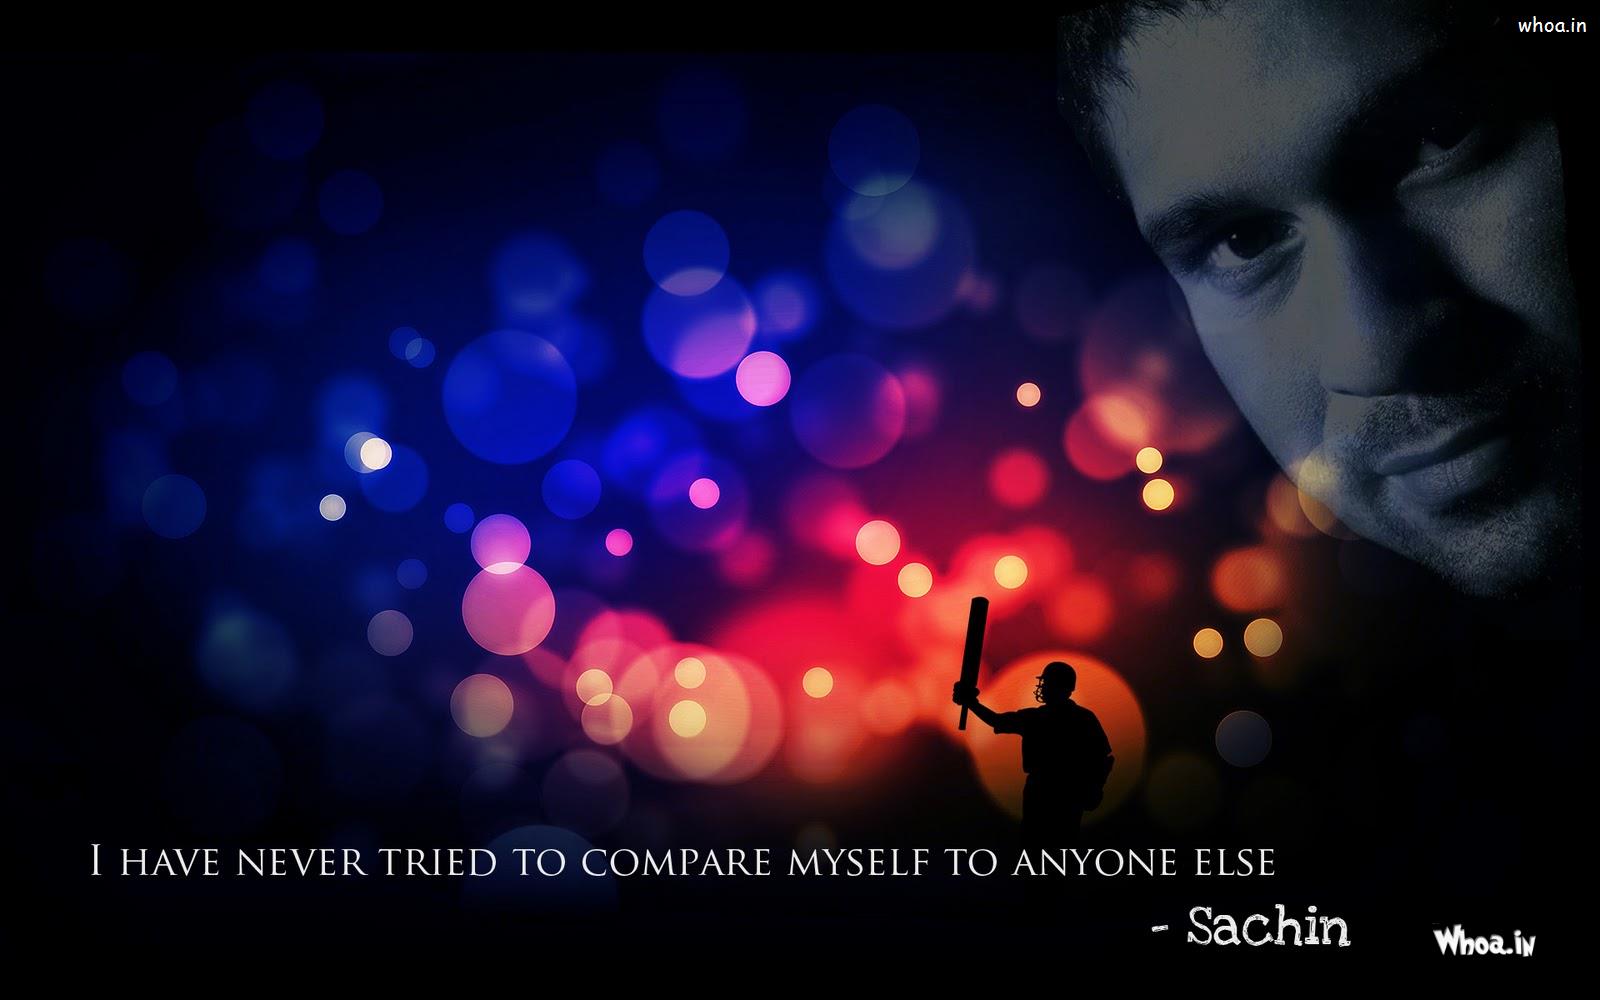 whoa.in
I HAVE NEVER TRIED TO COMPARE MYSELF TO ANYONE ELSE
- Sachin
Whoa.in